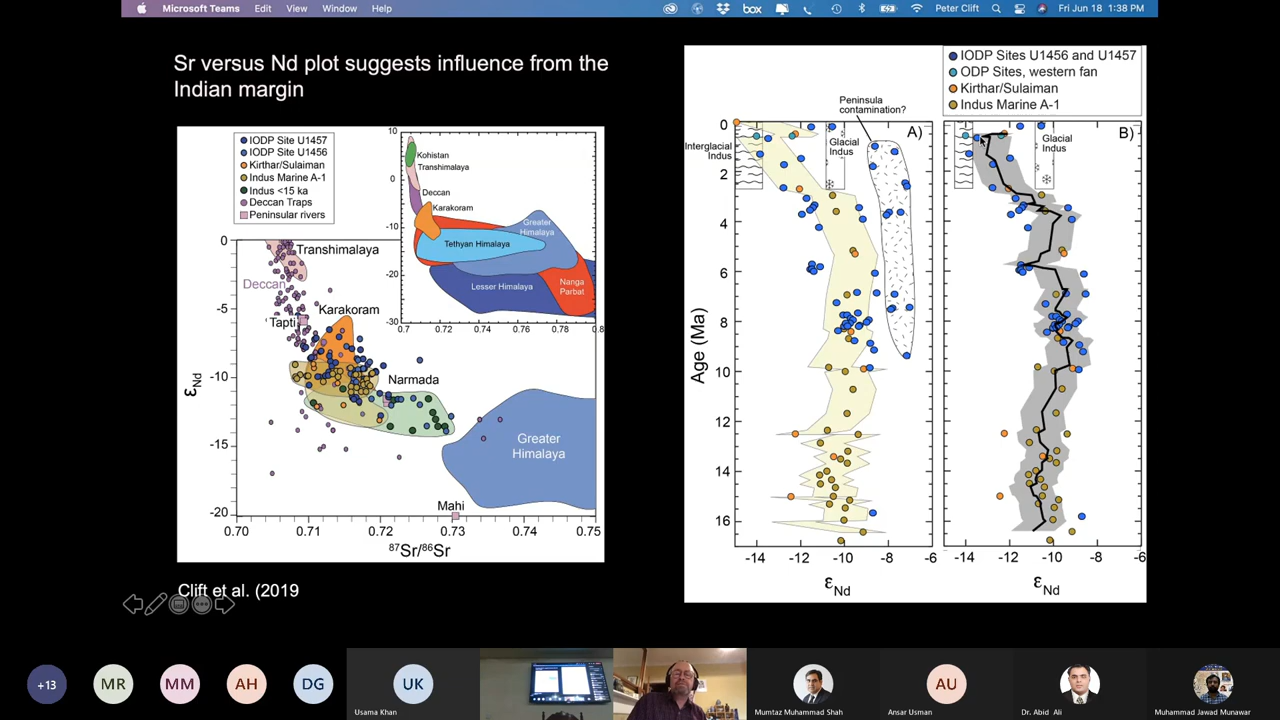 Microsoft Teams Edit View Window Help
box
Peter Clift Fri Jun 18 1:38 PM
Sr versus Nd plot suggests influence from the
Indian margin
IODP Site U1457
IODP Site U1456
Kirthar/Sulaiman
Indus Marine A-1
Indus <15 ka
Deccan Traps
Peninsular rivers
10
0
-10
-20
-30
Kohistan
Transhimalaya
Deccan
Karakoram
Greater
Himalaya
Tethyan Himalaya
Lesser Himalaya
Nanga
Parbat
0.7 0.72 0.74 0.76 0.78 0.8
0
-5
-10
-15
-20
εNd
Transhimalaya
Deccan
Karakoram
Tapti
Narmada
Greater
Himalaya
Mahi
0.70 0.71 0.72 0.73 0.74 0.75
87Sr/86Sr
Clift et al. (2019
IODP Sites U1456 and U1457
ODP Sites, western fan
Kirthar/Sulaiman
Indus Marine A-1
Peninsula
contamination?
A)
B)
Interglacial
Indus
Glacial
Indus
Glacial
Indus
0
2
4
6
8
10
12
14
16
Age (Ma)
-14 -12 -10 -8 -6
εNd
-14 -12 -10 -8 -6
εNd
+13
MR
MM
AH
DG
UK
Usama Khan
Mumtaz Muhammad Shah
AU
Ansar Usman
Dr. Abid Ali
Muhammad Jawad Munawar